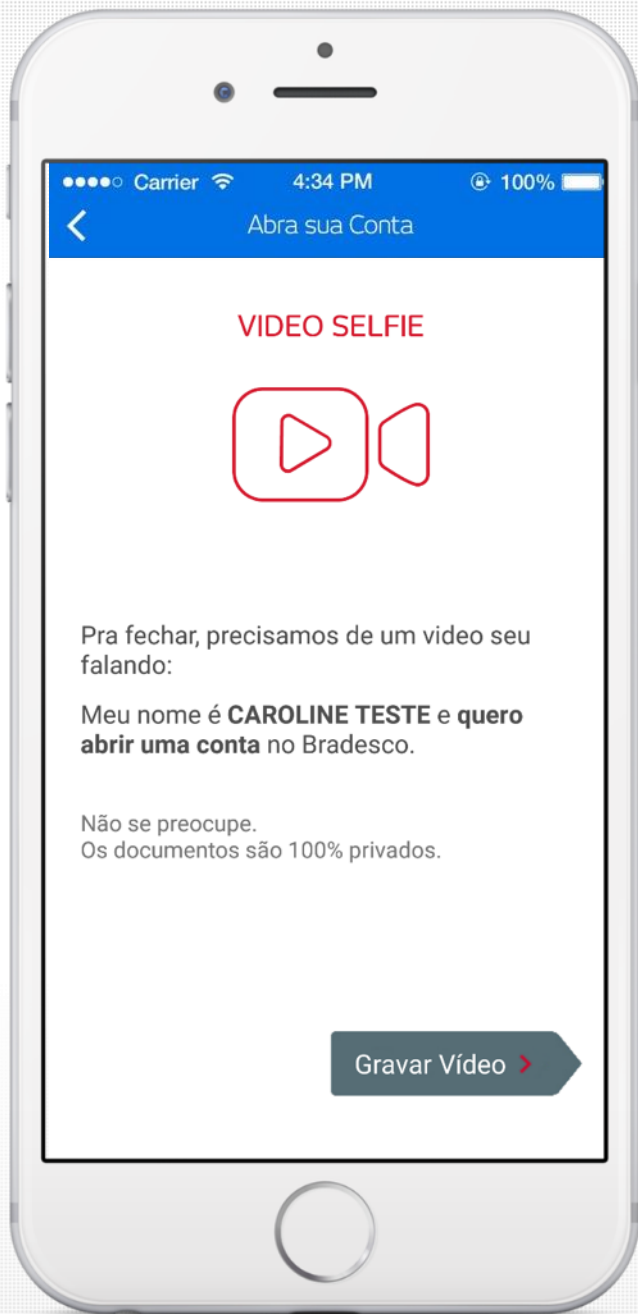 Carrier 4:34 PM 100%
Abra sua Conta
VIDEO SELFIE
Pra fechar, precisamos de um video seu
falando:
Meu nome é CAROLINE TESTE e quero
abrir uma conta no Bradesco.
Não se preocupe.
Os documentos são 100% privados.
Gravar Vídeo